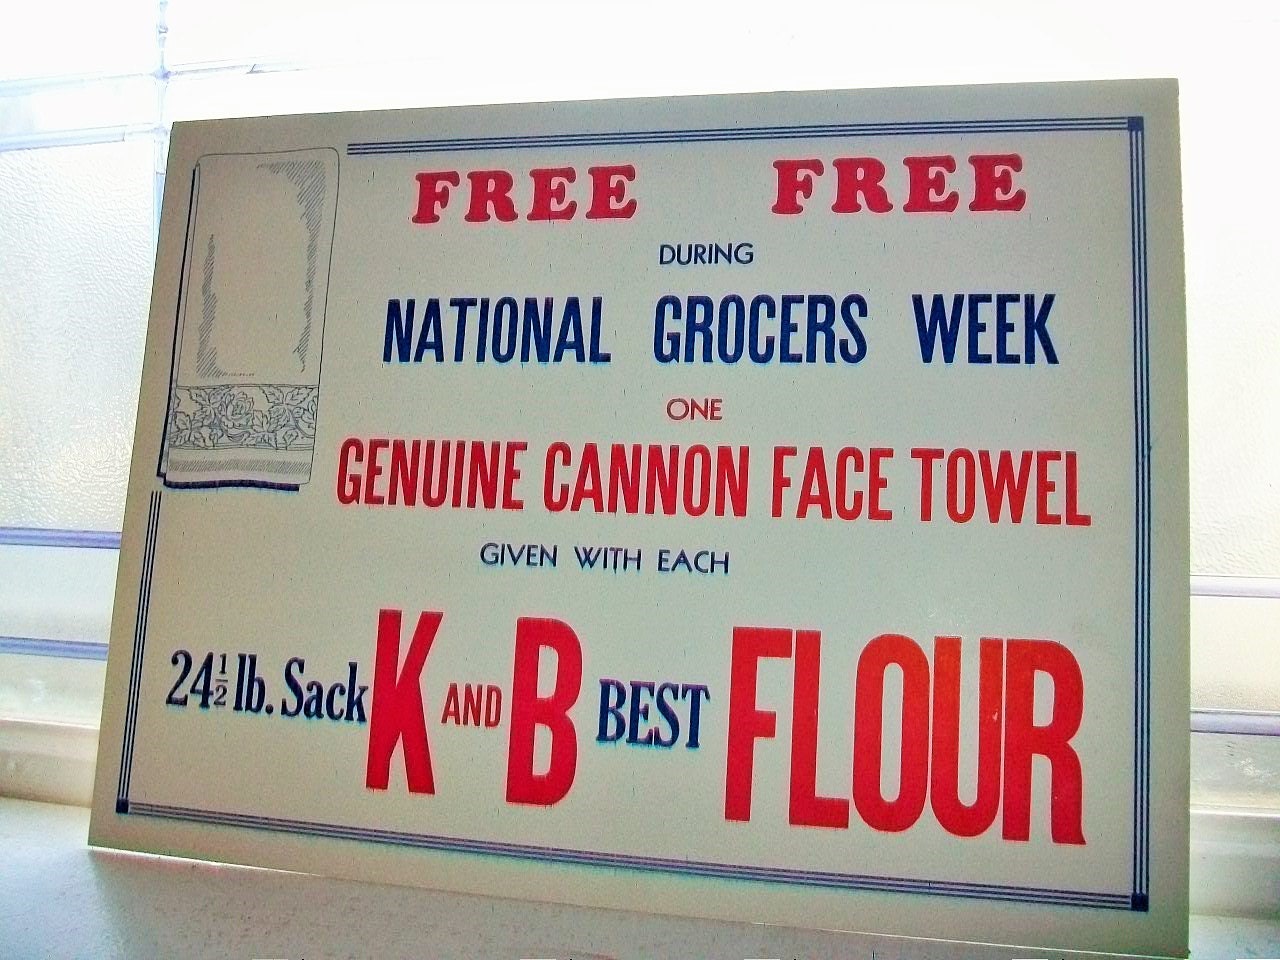 FREE FREE
DURING
NATIONAL GROCERS WEEK
ONE
GENUINE CANNON FACE TOWEL
GIVEN WITH EACH
24½ lb. Sack K AND B BEST FLOUR